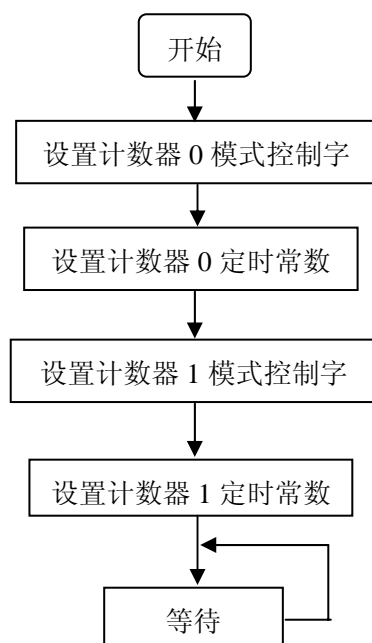 开始
设置计数器 0 模式控制字
设置计数器 0 定时常数
设置计数器 1 模式控制字
设置计数器 1 定时常数
等待